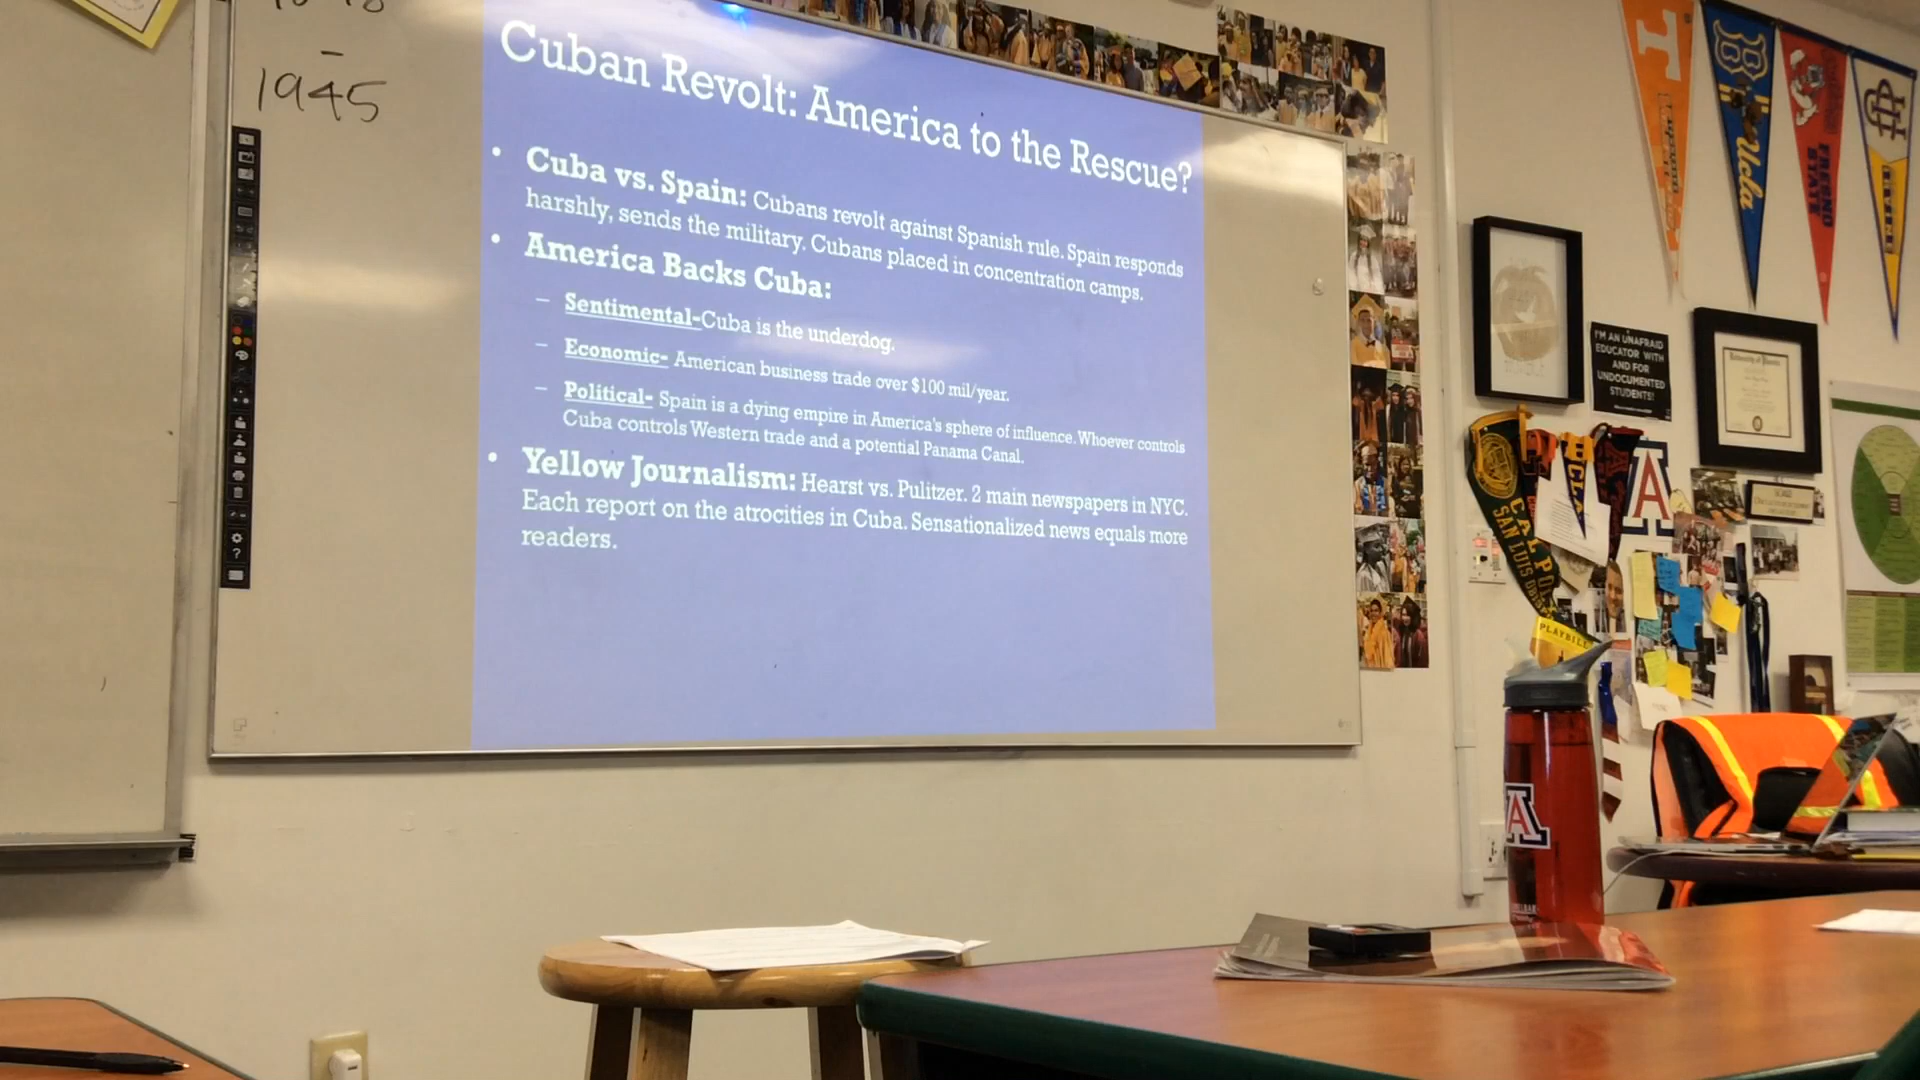 1945
Cuban Revolt: America to the Rescue?
• Cuba vs. Spain: Cubans revolt against Spanish rule. Spain responds
harshly, sends the military. Cubans placed in concentration camps.
• America Backs Cuba:
– Sentimental-Cuba is the underdog.
– Economic- American business trade over $100 mil/year.
– Political- Spain is a dying empire in America's sphere of influence. Whoever controls
Cuba controls Western trade and a potential Panama Canal.
• Yellow Journalism: Hearst vs. Pulitzer. 2 main newspapers in NYC.
Each report on the atrocities in Cuba. Sensationalized news equals more
readers.
T
B
Ucla
FRESNO
STATE
I'M AN UNAFRAID
EDUCATOR WITH
AND FOR
UNDOCUMENTED
STUDENTS!
CAL POLY
SAN LUIS OBISPO
UCLA
A
PLAYBILL
A